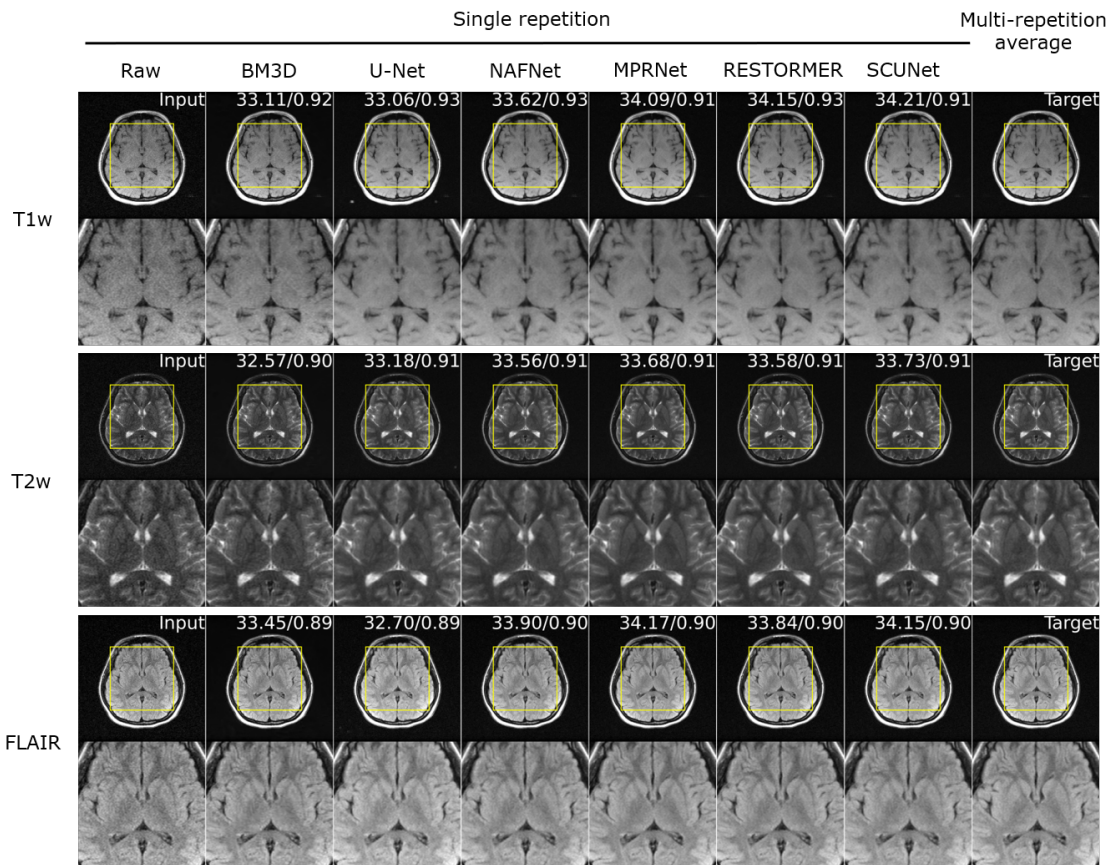 Single repetition
Multi-repetition
average
Raw BM3D U-Net NAFNet MPRNet RESTORMER SCUNet
Input 33.11/0.92 33.06/0.93 33.62/0.93 34.09/0.91 34.15/0.93 34.21/0.91 Target
T1w
Input 32.57/0.90 33.18/0.91 33.56/0.91 33.68/0.91 33.58/0.91 33.73/0.91 Target
T2w
Input 33.45/0.89 32.70/0.89 33.90/0.90 34.17/0.90 33.84/0.90 34.15/0.90 Target
FLAIR